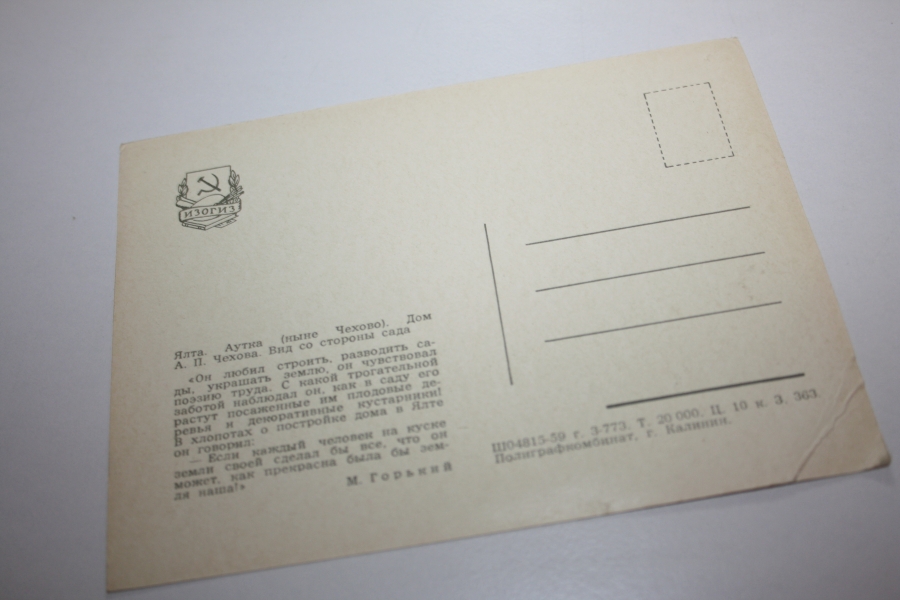 ИЗОГИЗ
Ялта. Аутка (ныне Чехово). Дом
А. П. Чехова. Вид со стороны сада
«Он любил строить, разводить са-
ды, украшать землю, он чувствовал
поэзию труда. С какой трогательной
заботой наблюдал он, как в саду его
растут посаженные им плодовые де-
ревья и декоративные кустарники!
В хлопотах о постройке дома в Ялте
он говорил:
— Если каждый человек на куске
земли своей сделал бы все, что он
может, как прекрасна была бы зем-
ля наша!»
М. Горький
Ш04815-59 г. З-773. Т. 20 000. Ц. 10 к. З. 363.
Полиграфкомбинат, г. Калинин.